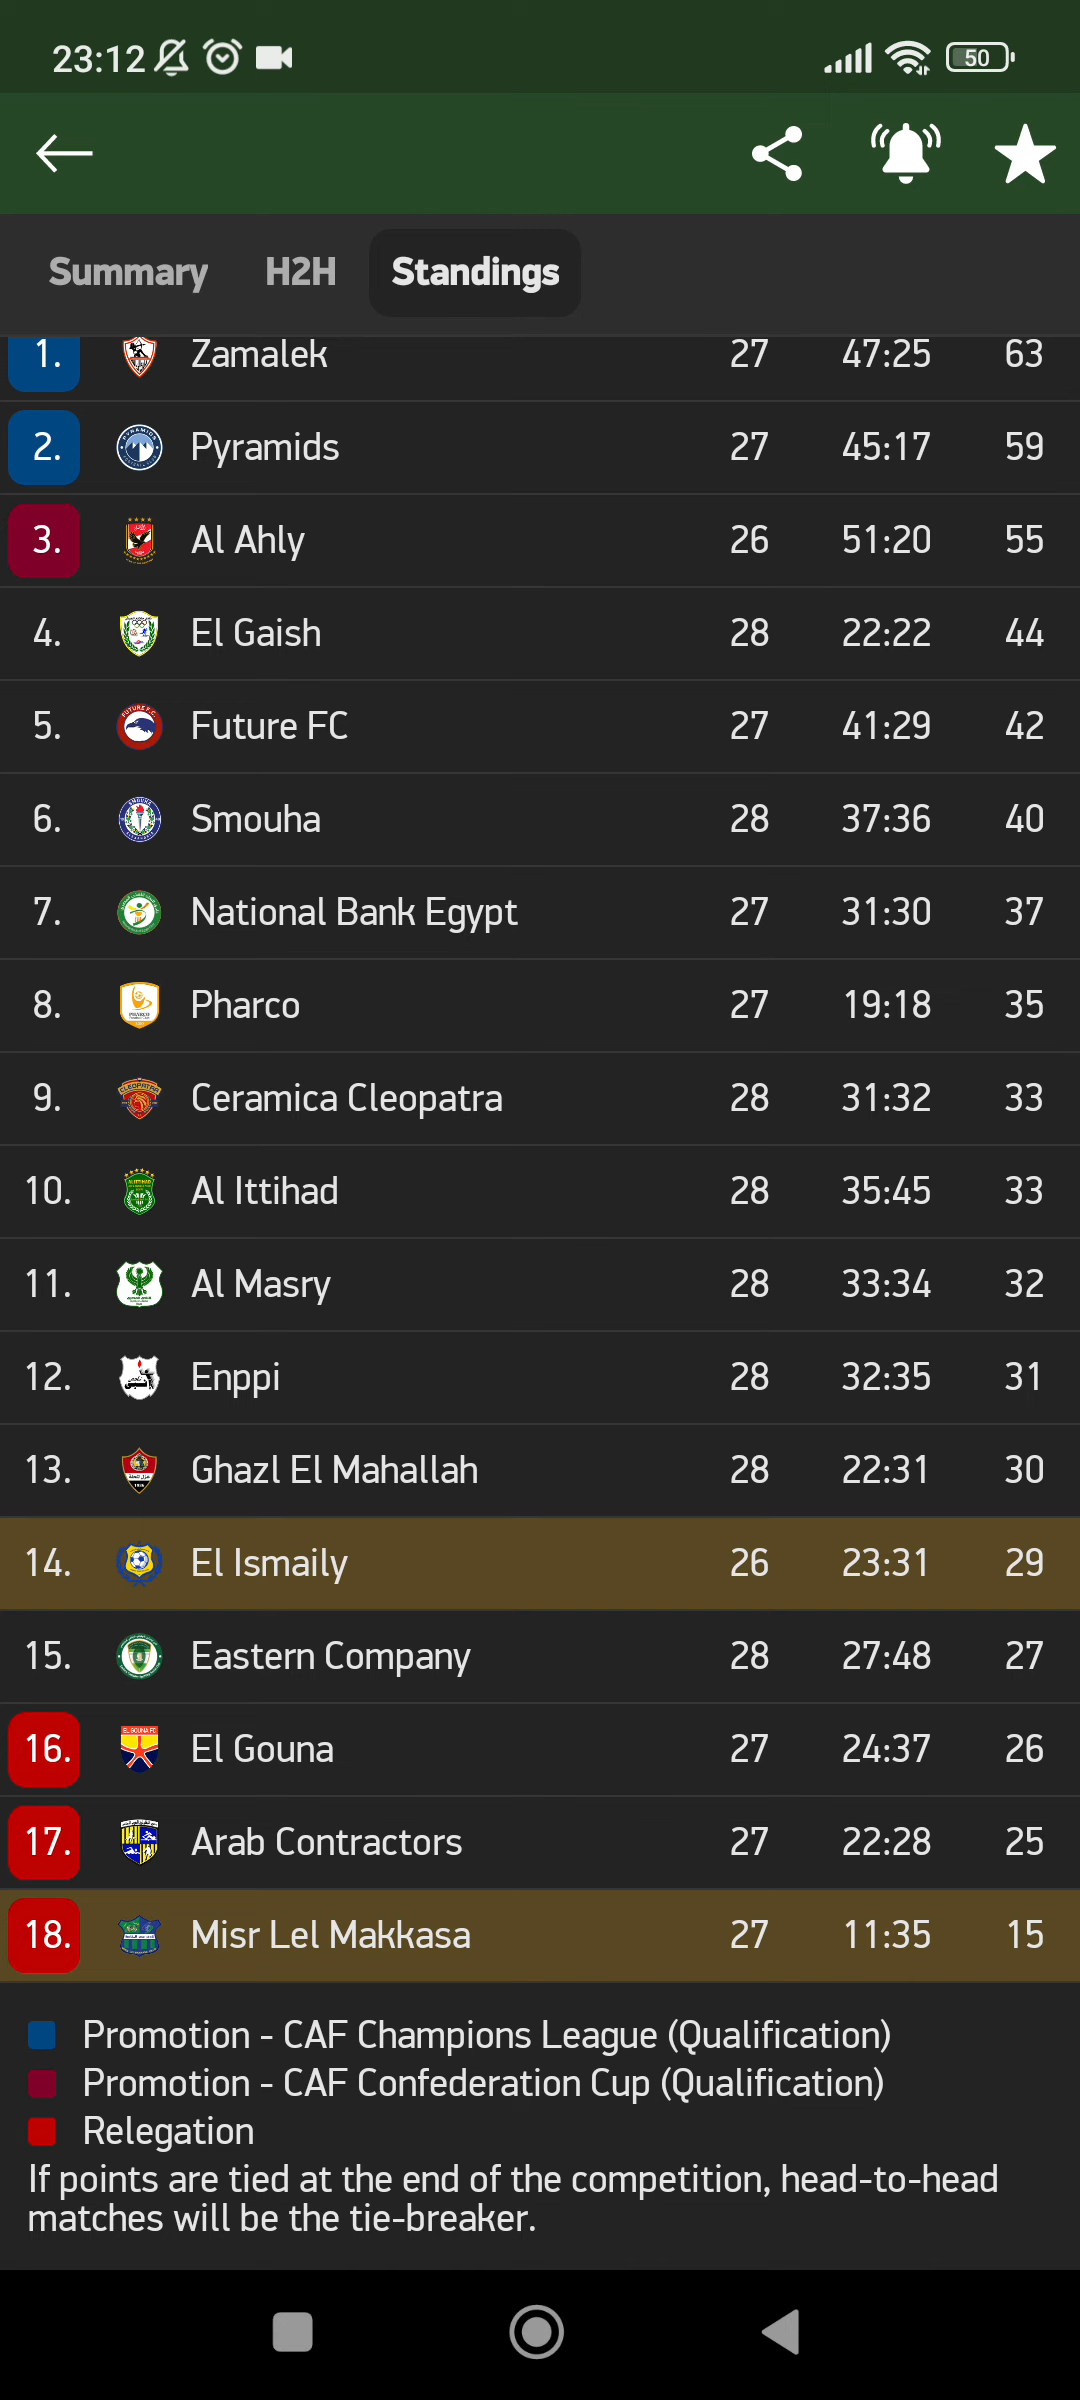 23:12 50
Summary H2H Standings
1. Zamalek 27 47:25 63
2. Pyramids 27 45:17 59
3. Al Ahly 26 51:20 55
4. El Gaish 28 22:22 44
5. Future FC 27 41:29 42
6. Smouha 28 37:36 40
7. National Bank Egypt 27 31:30 37
8. Pharco 27 19:18 35
9. Ceramica Cleopatra 28 31:32 33
10. Al Ittihad 28 35:45 33
11. Al Masry 28 33:34 32
12. Enppi 28 32:35 31
13. Ghazl El Mahallah 28 22:31 30
14. El Ismaily 26 23:31 29
15. Eastern Company 28 27:48 27
16. El Gouna 27 24:37 26
17. Arab Contractors 27 22:28 25
18. Misr Lel Makkasa 27 11:35 15
Promotion - CAF Champions League (Qualification)
Promotion - CAF Confederation Cup (Qualification)
Relegation
If points are tied at the end of the competition, head-to-head
matches will be the tie-breaker.